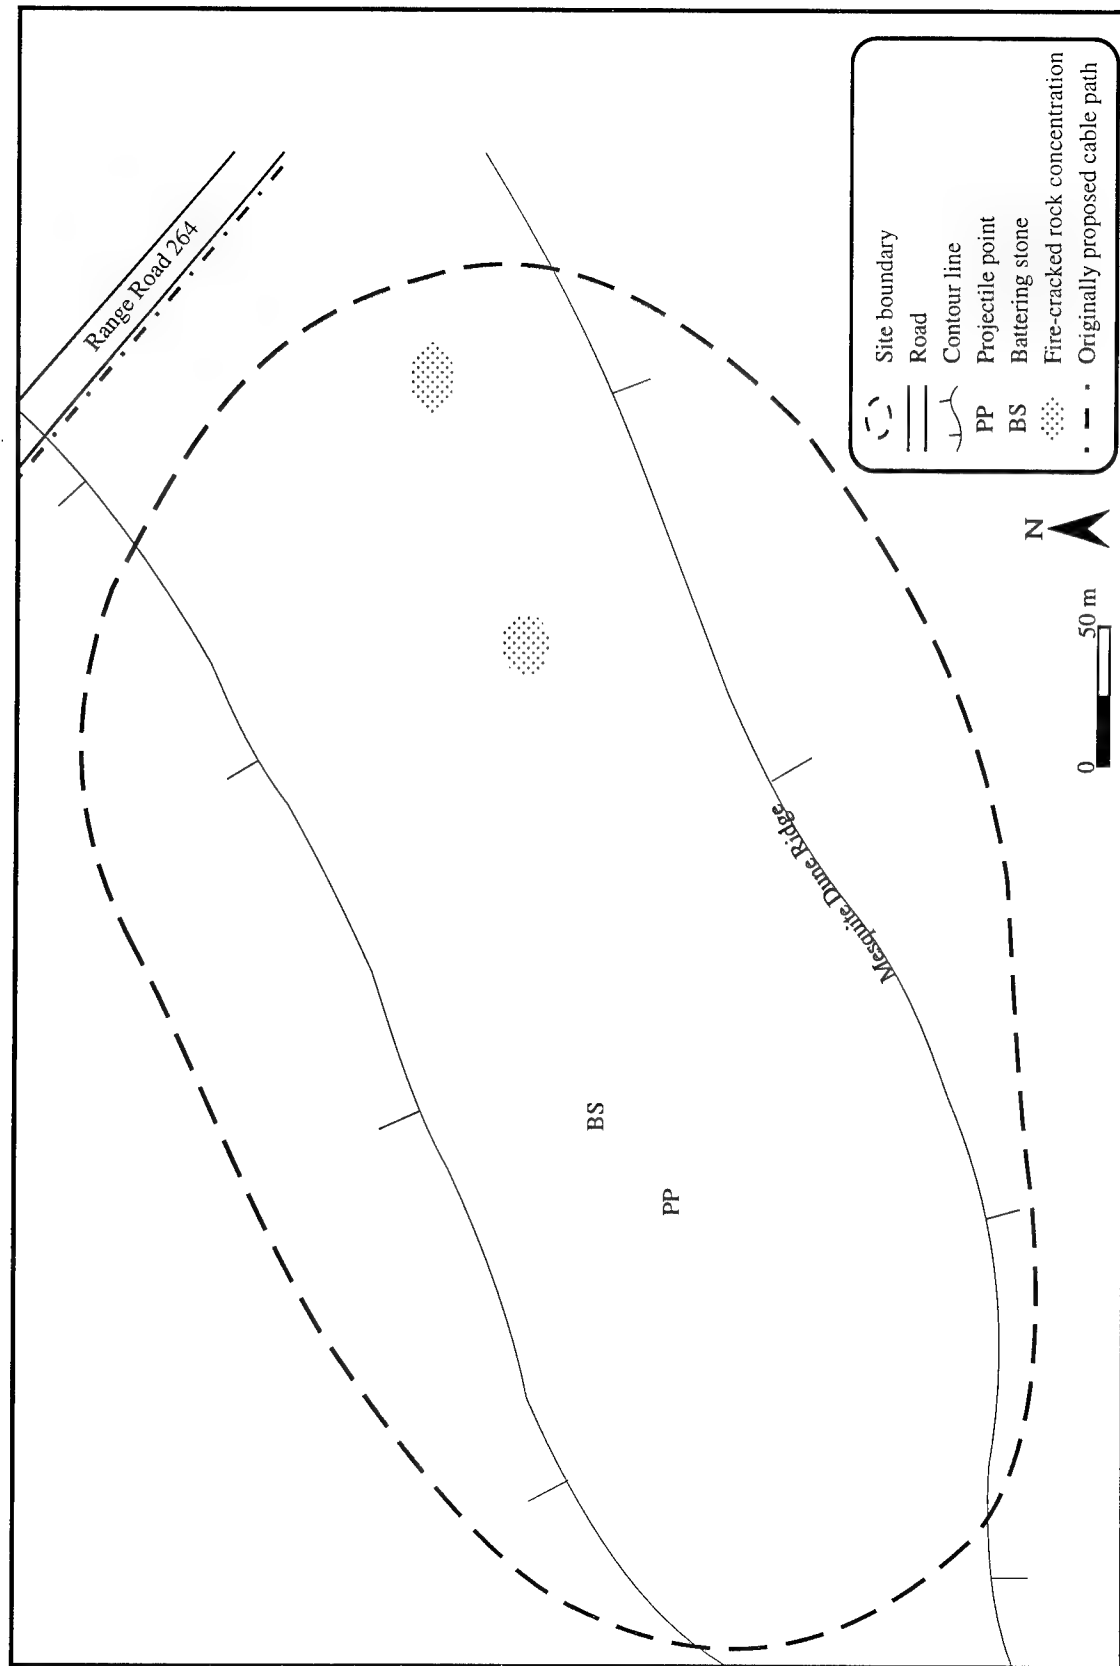 Range Road 264
Mesquite Dune Ridge
BS
PP
Site boundary
Road
Contour line
PP Projectile point
BS Battering stone
Fire-cracked rock concentration
Originally proposed cable path
N
0 50 m